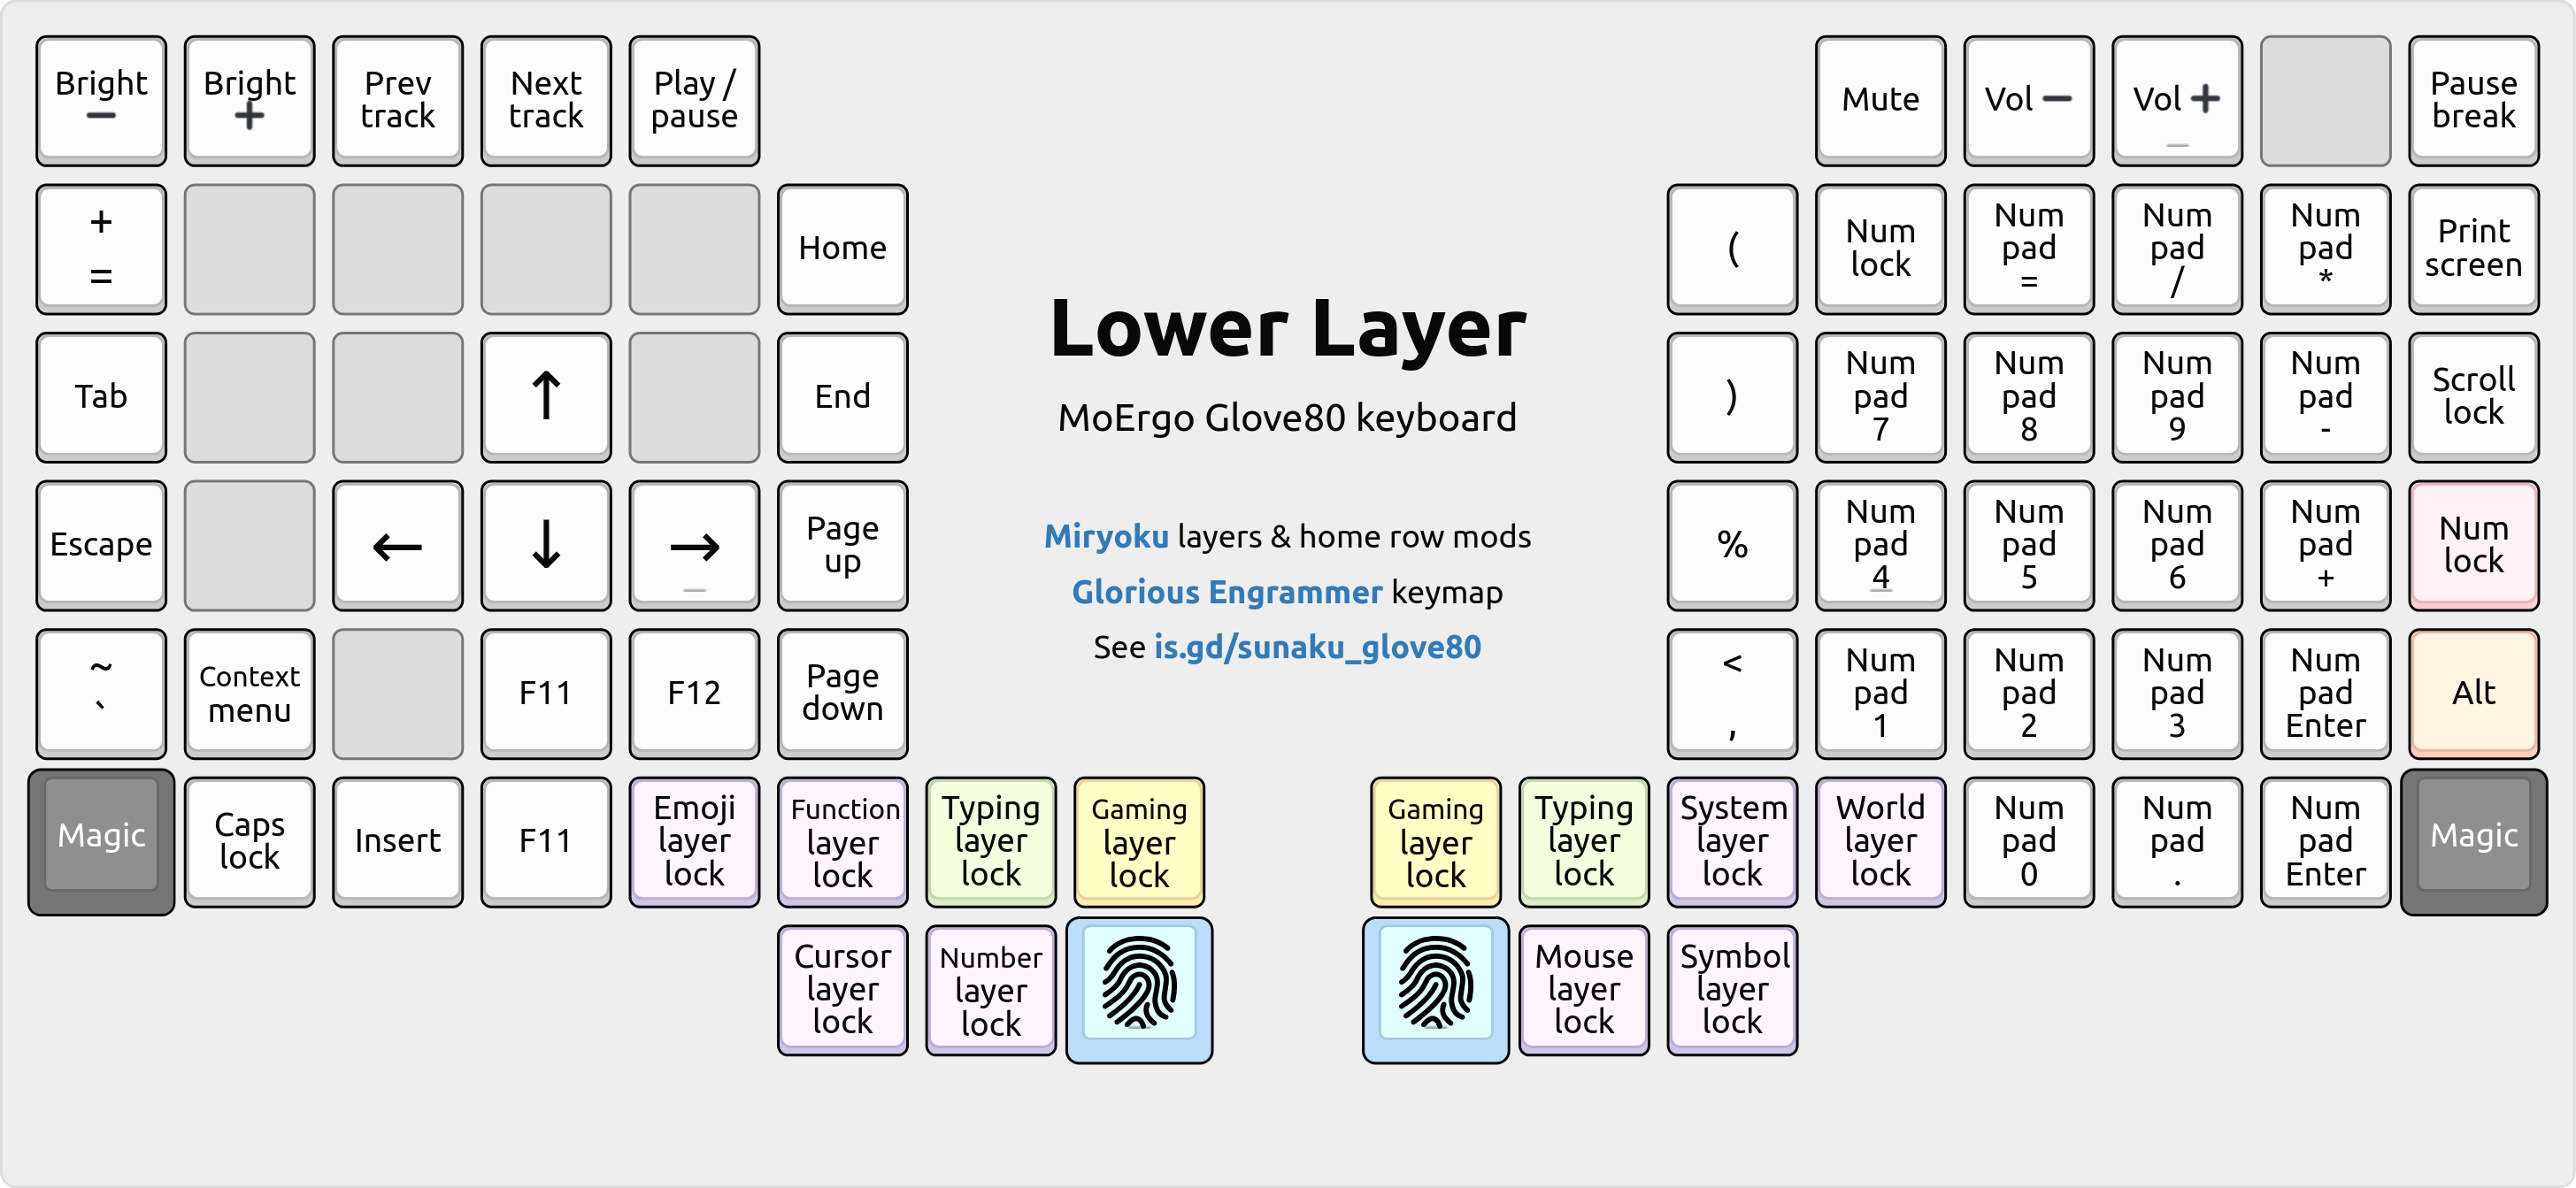 Bright
−
Bright
+
Prev
track
Next
track
Play /
pause
Mute
Vol −
Vol +
_
Pause
break
+
=
Home
(
Num
lock
Num
pad
=
Num
pad
/
Num
pad
*
Print
screen
Tab
↑
End
)
Num
pad
7
Num
pad
8
Num
pad
9
Num
pad
-
Scroll
lock
Lower Layer
MoErgo Glove80 keyboard
Escape
←
↓
→
_
Page
up
Miryoku layers & home row mods
Glorious Engrammer keymap
See is.gd/sunaku_glove80
%
Num
pad
4
_
Num
pad
5
Num
pad
6
Num
pad
+
Num
lock
~
`
Context
menu
F11
F12
Page
down
<
,
Num
pad
1
Num
pad
2
Num
pad
3
Num
pad
Enter
Alt
Magic
Caps
lock
Insert
F11
Emoji
layer
lock
Function
layer
lock
Typing
layer
lock
Gaming
layer
lock
Gaming
layer
lock
Typing
layer
lock
System
layer
lock
World
layer
lock
Num
pad
0
Num
pad
.
Num
pad
Enter
Magic
Cursor
layer
lock
Number
layer
lock
Mouse
layer
lock
Symbol
layer
lock